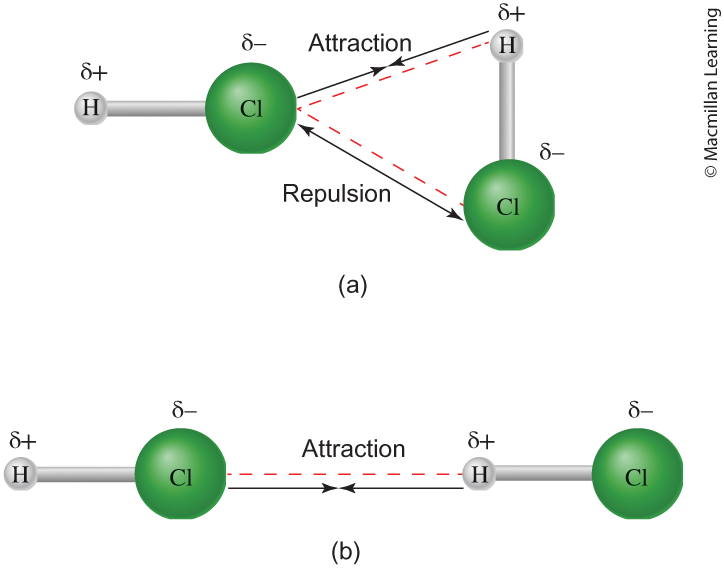 δ+
δ–
Attraction
H
δ+
H
Cl
© Macmillan Learning
δ–
Repulsion
Cl
(a)
δ–
δ–
δ+
Attraction
δ+
H
Cl
H
Cl
(b)